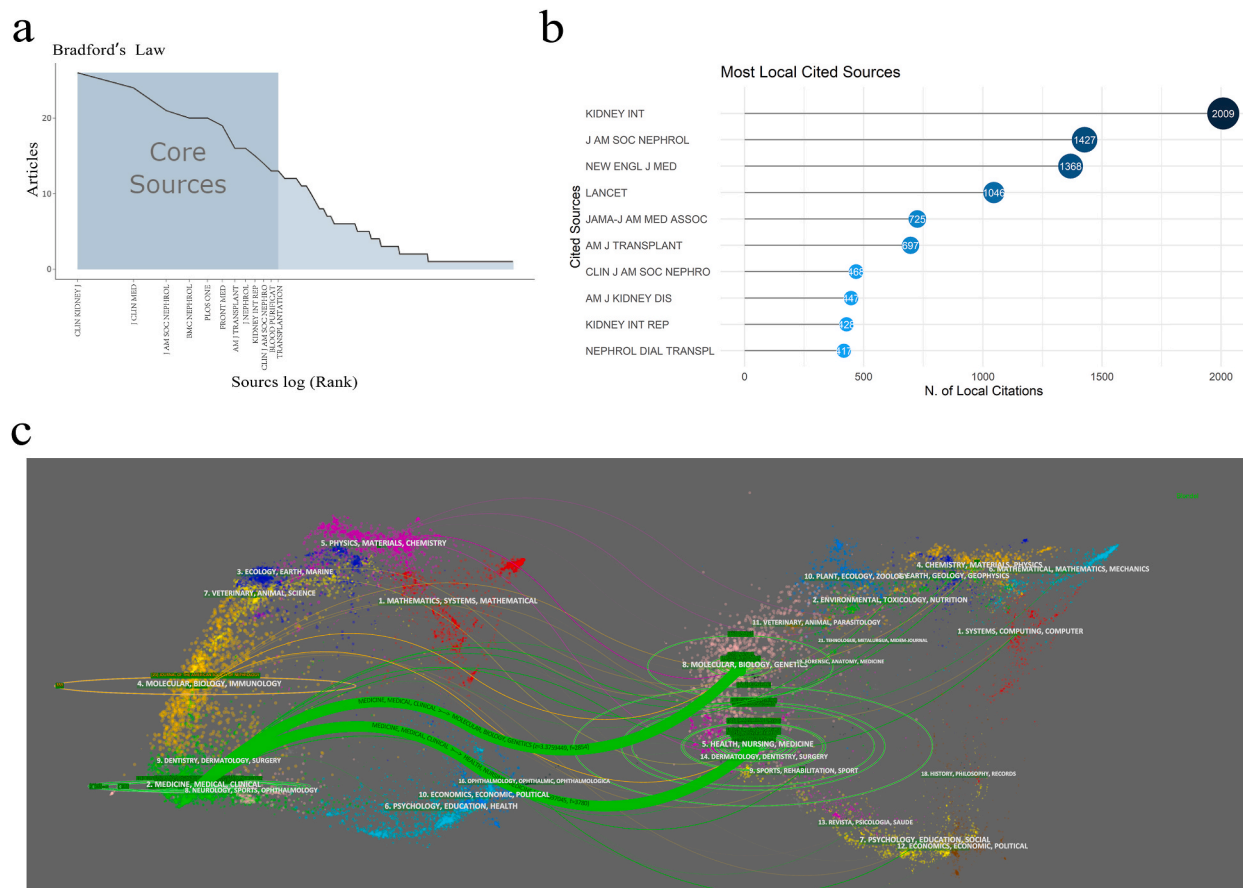 a
Bradford's Law
Articles
20
10
0
Core
Sources
CLIN KIDNEY J
J CLIN MED
J AM SOC NEPHROL
BMC NEPHROL
PLOS ONE
FRONT MED
AM J TRANSPLANT
J NEPHROL
KIDNEY INT REP
CLIN J AM SOC NEPHRO
BLOOD PURIFICAT
TRANSPLANTATION
Sourcs log (Rank)
b
Most Local Cited Sources
Cited Sources
KIDNEY INT
2009
J AM SOC NEPHROL
1427
NEW ENGL J MED
1368
LANCET
1046
JAMA-J AM MED ASSOC
725
AM J TRANSPLANT
697
CLIN J AM SOC NEPHRO
468
AM J KIDNEY DIS
447
KIDNEY INT REP
428
NEPHROL DIAL TRANSPL
417
0
500
1000
1500
2000
N. of Local Citations
c
5. PHYSICS, MATERIALS, CHEMISTRY
3. ECOLOGY, EARTH, MARINE
7. VETERINARY, ANIMAL, SCIENCE
1. MATHEMATICS, SYSTEMS, MATHEMATICAL
4. MOLECULAR, BIOLOGY, IMMUNOLOGY
9. DENTISTRY, DERMATOLOGY, SURGERY
2. MEDICINE, MEDICAL, CLINICAL
8. NEUROLOGY, SPORTS, OPHTHALMOLOGY
MEDICINE, MEDICAL, CLINICAL
MOLECULAR, BIOLOGY, GENETICS
MEDICINE, MEDICAL, CLINICAL
16. OPHTHALMOLOGY, OPHTHALMIC, OPHTHALMOLOGICA
10. ECONOMICS, ECONOMIC, POLITICAL
6. PSYCHOLOGY, EDUCATION, HEALTH
4. CHEMISTRY, MATERIALS, PHYSICS
6. MATHEMATICAL, MATHEMATICS, MECHANICS
10. PLANT, ECOLOGY, ZOOLOGY
EARTH, GEOLOGY, GEOPHYSICS
2. ENVIRONMENTAL, TOXICOLOGY, NUTRITION
11. VETERINARY, ANIMAL, PARASITOLOGY
1. SYSTEMS, COMPUTING, COMPUTER
8. MOLECULAR, BIOLOGY, GENETICS
FORENSIC, ANATOMY, MEDICINE
5. HEALTH, NURSING, MEDICINE
14. DERMATOLOGY, DENTISTRY, SURGERY
9. SPORTS, REHABILITATION, SPORT
18. HISTORY, PHILOSOPHY, RECORDS
13. REVISTA, PSICOLOGIA, SAUDE
7. PSYCHOLOGY, EDUCATION, SOCIAL
12. ECONOMICS, ECONOMIC, POLITICAL